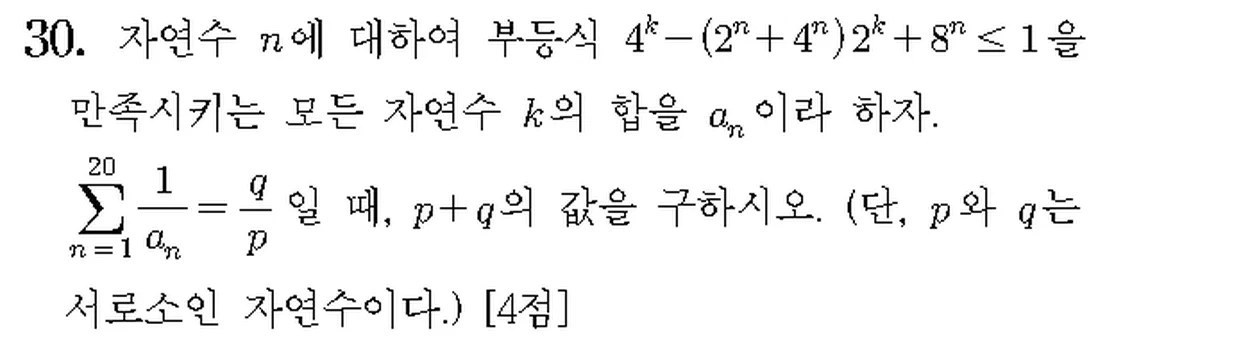 30. 자연수 n에 대하여 부등식 4^k-(2^n+4^n)2^k+8^n ≤ 1을
만족시키는 모든 자연수 k의 합을 a_n이라 하자.
\sum_{n=1}^{20} \frac{1}{a_n} = \frac{q}{p} 일 때, p+q의 값을 구하시오. (단, p와 q는
서로소인 자연수이다.) [4점]